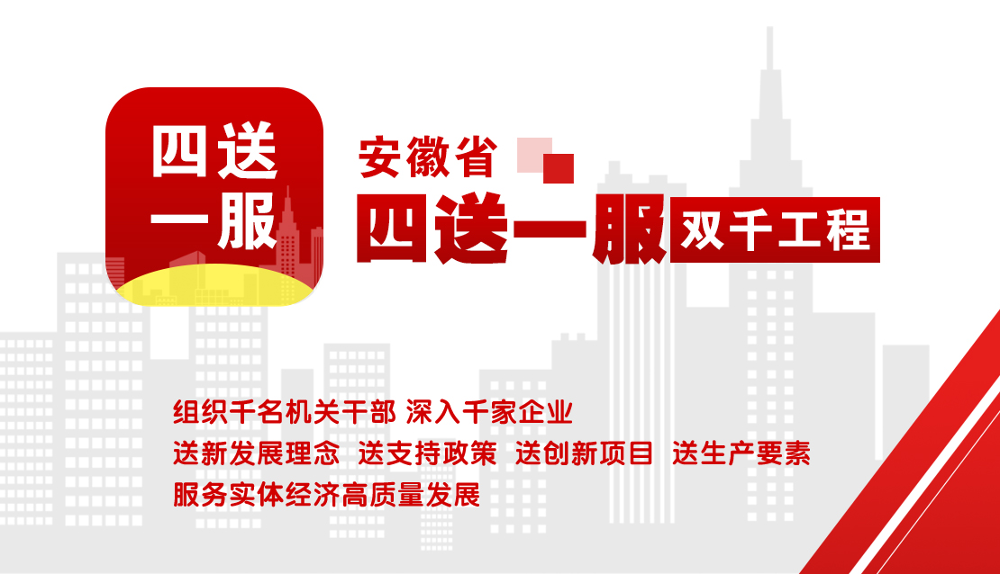 四送
一服
安徽省
四送一服 双千工程
组织千名机关干部 深入千家企业
送新发展理念 送支持政策 送创新项目 送生产要素
服务实体经济高质量发展